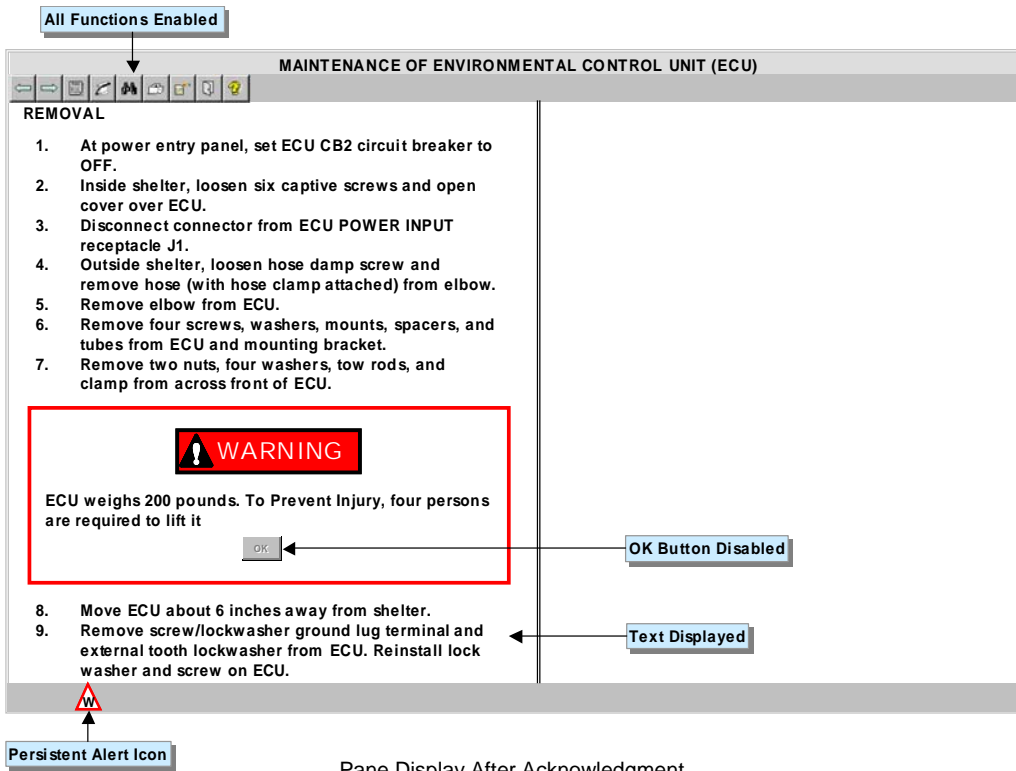 All Functions Enabled
MAINTENANCE OF ENVIRONMENTAL CONTROL UNIT (ECU)
REMOVAL
1. At power entry panel, set ECU CB2 circuit breaker to
OFF.
2. Inside shelter, loosen six captive screws and open
cover over ECU.
3. Disconnect connector from ECU POWER INPUT
receptacle J1.
4. Outside shelter, loosen hose damp screw and
remove hose (with hose clamp attached) from elbow.
5. Remove elbow from ECU.
6. Remove four screws, washers, mounts, spacers, and
tubes from ECU and mounting bracket.
7. Remove two nuts, four washers, tow rods, and
clamp from across front of ECU.
WARNING
ECU weighs 200 pounds. To Prevent Injury, four persons
are required to lift it
OK
OK Button Disabled
8. Move ECU about 6 inches away from shelter.
9. Remove screw/lockwasher ground lug terminal and
external tooth lockwasher from ECU. Reinstall lock
washer and screw on ECU.
Text Displayed
W
Persistent Alert Icon
Pane Display After Acknowledgment